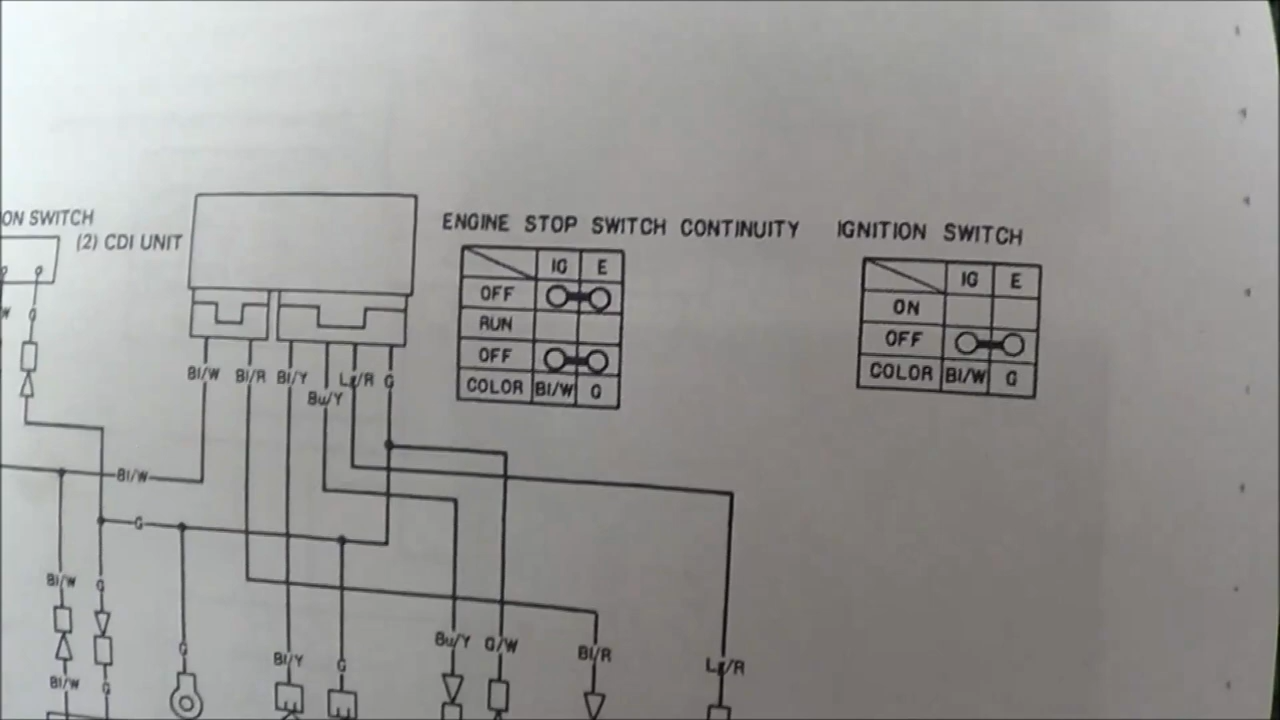 ON SWITCH
(2) CDI UNIT
ENGINE STOP SWITCH CONTINUITY
IG E
OFF
RUN
OFF
COLOR Bl/W G
IGNITION SWITCH
IG E
ON
OFF
COLOR Bl/W G
W G
Bl/W Bl/R Bl/Y Bu/Y Lg/R G
Bl/W
G
Bl/W G
G Bl/Y G Bu/Y G/W Bl/R Lg/R
Bl/W G